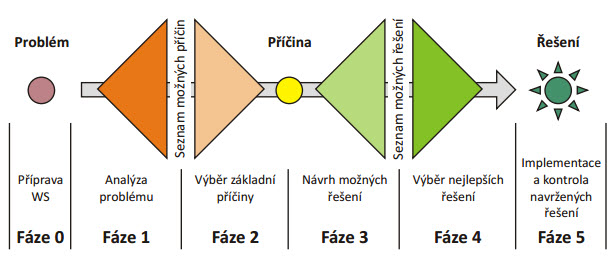 Problém
Seznam možných příčin
Příčina
Seznam možných řešení
Řešení
Příprava
WS
Fáze 0
Analýza
problému
Fáze 1
Výběr základní
příčiny
Fáze 2
Návrh možných
řešení
Fáze 3
Výběr nejlepších
řešení
Fáze 4
Implementace
a kontrola
navržených
řešení
Fáze 5